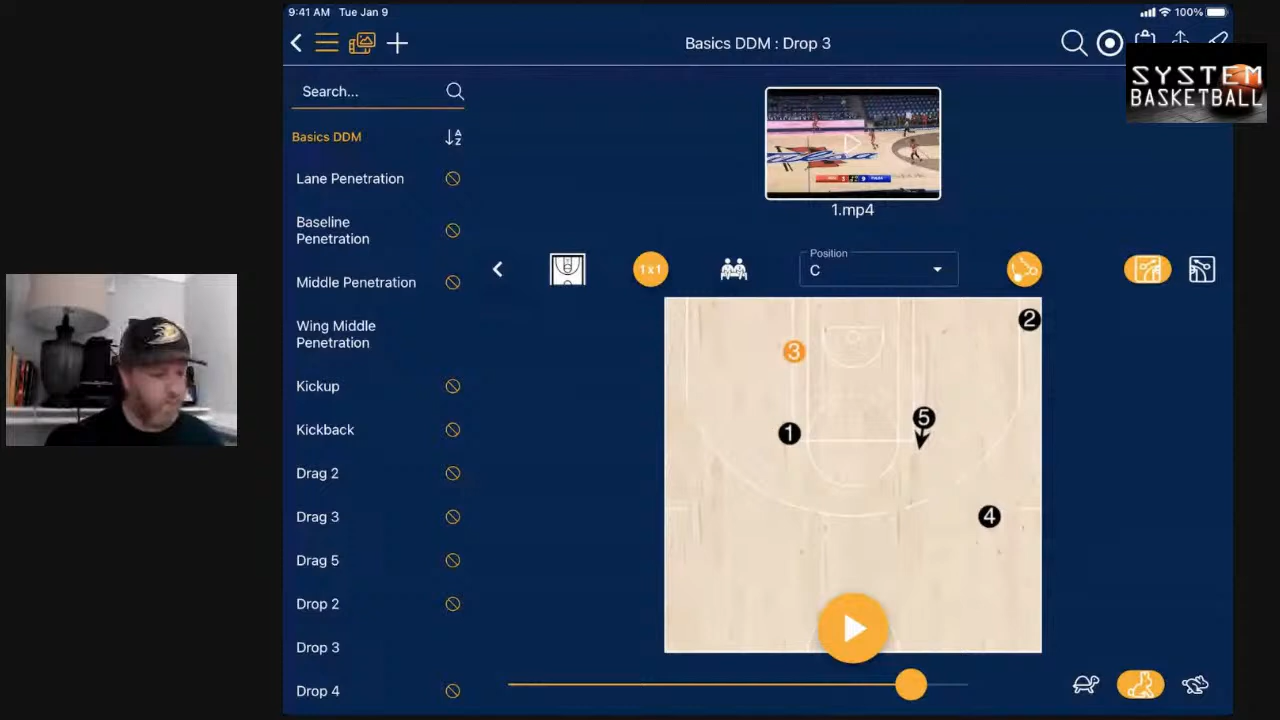 9:41 AM Tue Jan 9
100%
Basics DDM : Drop 3
SYSTEM
BASKETBALL
Search...
Basics DDM
Lane Penetration
Baseline
Penetration
Middle Penetration
Wing Middle
Penetration
Kickup
Kickback
Drag 2
Drag 3
Drag 5
Drop 2
Drop 3
Drop 4
1.mp4
1x1
Position
C
2
3
5
1
4